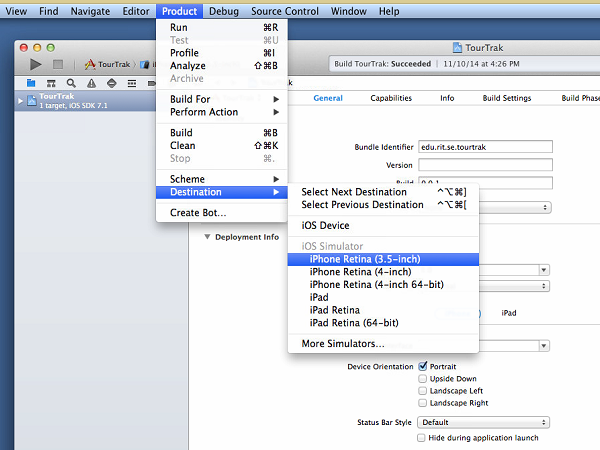 View Find Navigate Editor Product Debug Source Control Window Help
TourTrak
Run ⌘R
Test ⌘U
Profile ⌘I
Analyze ⇧⌘B
Archive
Build For
Perform Action
Build ⌘B
Clean ⇧⌘K
Stop ⌘.
Scheme
Destination
Create Bot...
TourTrak
Build TourTrak: Succeeded 11/10/14 at 4:26 PM
TourTrak
1 target, iOS SDK 7.1
General Capabilities Info Build Settings Build Phase
Bundle Identifier edu.rit.se.tourtrak
Version
Build 0.0.1
Select Next Destination ^⌥⌘]
Select Previous Destination ^⌥⌘[
iOS Device
iOS Simulator
iPhone Retina (3.5-inch)
iPhone Retina (4-inch)
iPhone Retina (4-inch 64-bit)
iPad
iPad Retina
iPad Retina (64-bit)
More Simulators...
Deployment Info
iPad
Device Orientation Portrait
Upside Down
Landscape Left
Landscape Right
Status Bar Style Default
Hide during application launch